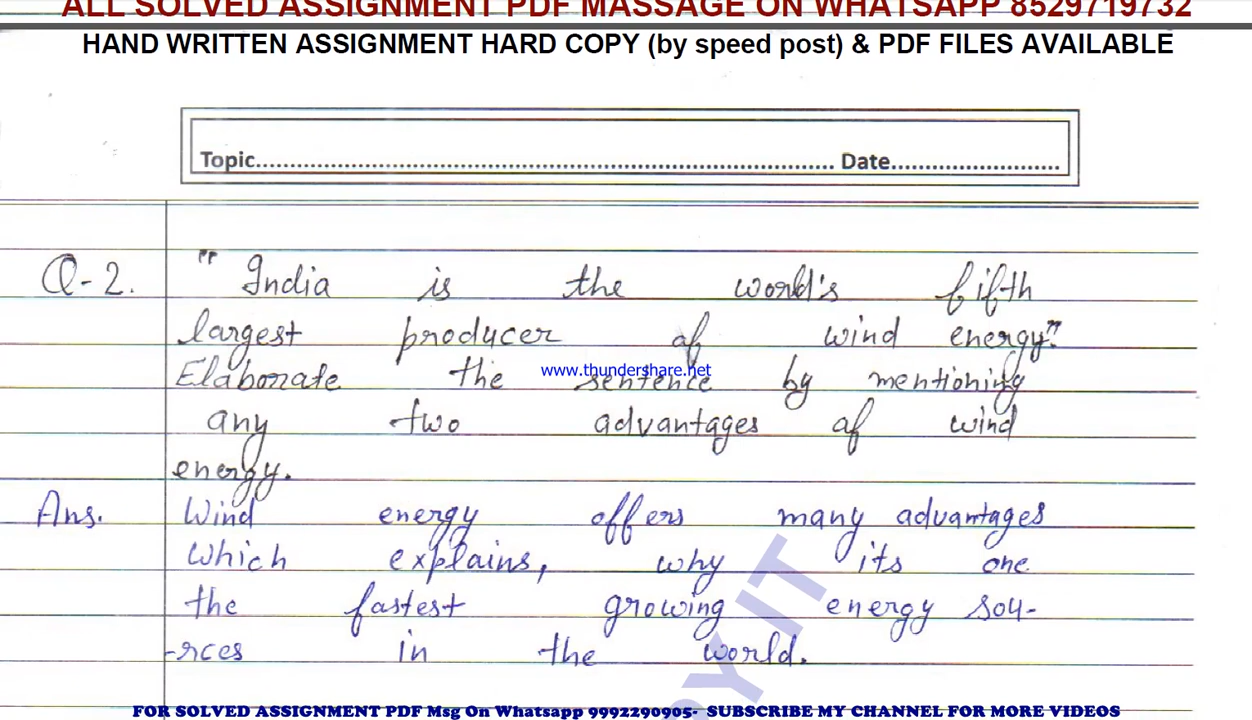 ALL SOLVED ASSIGNMENT PDF MASSAGE ON WHATSAPP 8529719732
HAND WRITTEN ASSIGNMENT HARD COPY (by speed post) & PDF FILES AVAILABLE
Topic.......................................................................... Date.........................
Q-2. " India is the world's fifth
largest producer of wind energy".
www.thundershare.net
Elaborate the sentence by mentioning
any two advantages of wind
energy.
Ans. Wind energy offers many advantages
which explains, why its one
the fastest growing energy sou-
-rces in the world.
FOR SOLVED ASSIGNMENT PDF Msg On Whatsapp 9992290905- SUBSCRIBE MY CHANNEL FOR MORE VIDEOS